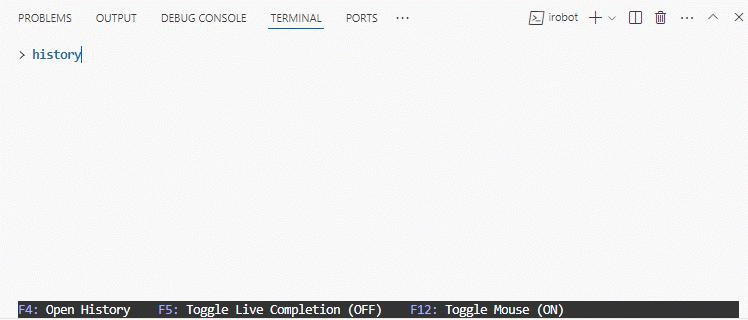 PROBLEMS OUTPUT DEBUG CONSOLE TERMINAL PORTS ... irobot
> history
F4: Open History F5: Toggle Live Completion (OFF) F12: Toggle Mouse (ON)